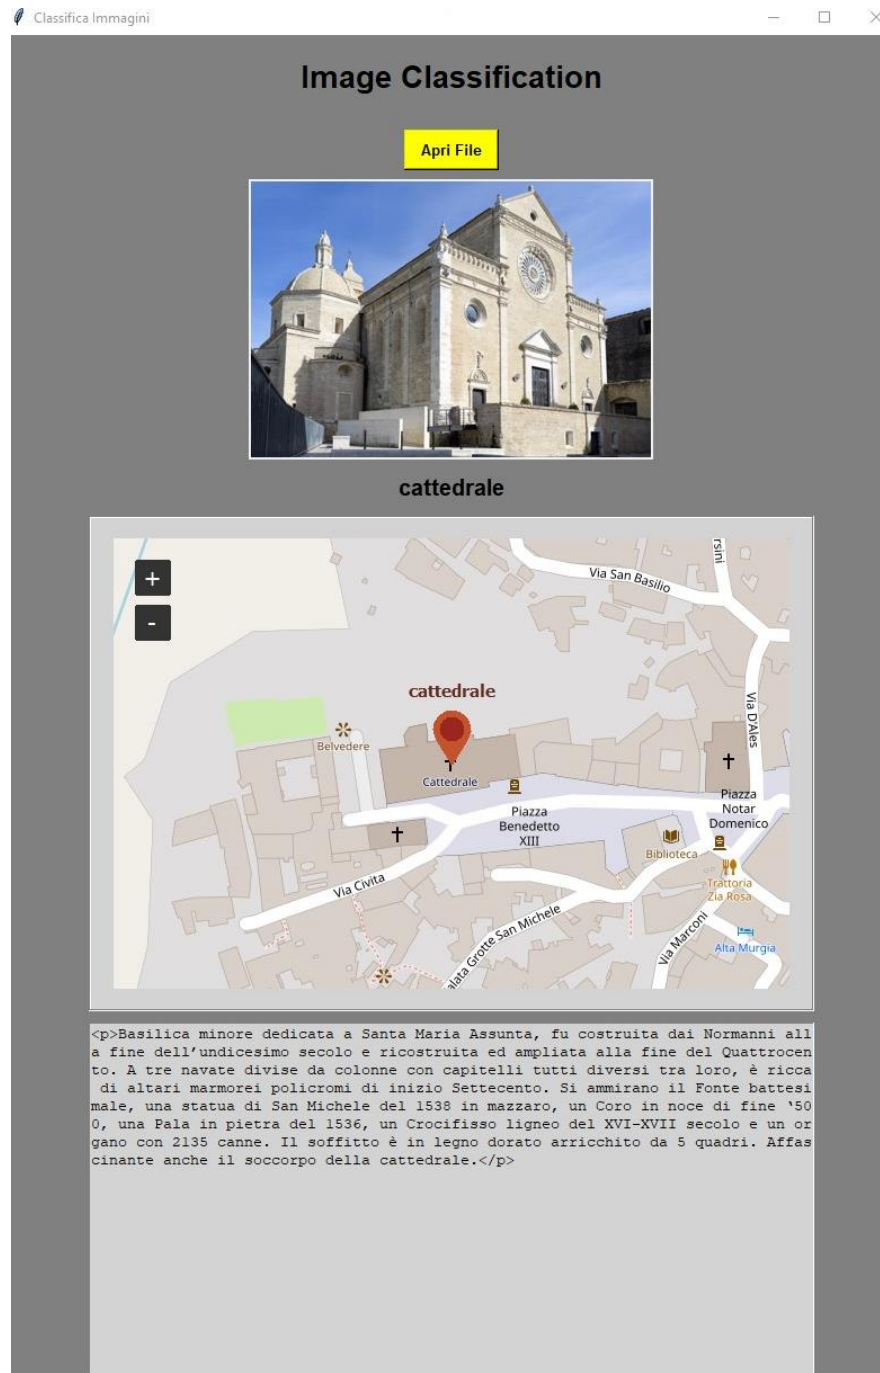 Classifica Immagini
Image Classification
Apri File
cattedrale
+
-
rsini
Via San Basilio
cattedrale
Via D'Ales
Belvedere
Cattedrale
Piazza
Benedetto
XIII
Piazza
Notar
Domenico
Biblioteca
Trattoria
Zia Rosa
Via Civita
alata Grotte San Michele
Via Marconi
Alta Murgia
<p>Basilica minore dedicata a Santa Maria Assunta, fu costruita dai Normanni all
a fine dell’undicesimo secolo e ricostruita ed ampliata alla fine del Quattrocen
to. A tre navate divise da colonne con capitelli tutti diversi tra loro, è ricca
 di altari marmorei policromi di inizio Settecento. Si ammirano il Fonte battesi
male, una statua di San Michele del 1538 in mazzaro, un Coro in noce di fine ‘50
0, una Pala in pietra del 1536, un Crocifisso ligneo del XVI-XVII secolo e un or
gano con 2135 canne. Il soffitto è in legno dorato arricchito da 5 quadri. Affas
cinante anche il soccorpo della cattedrale.</p>